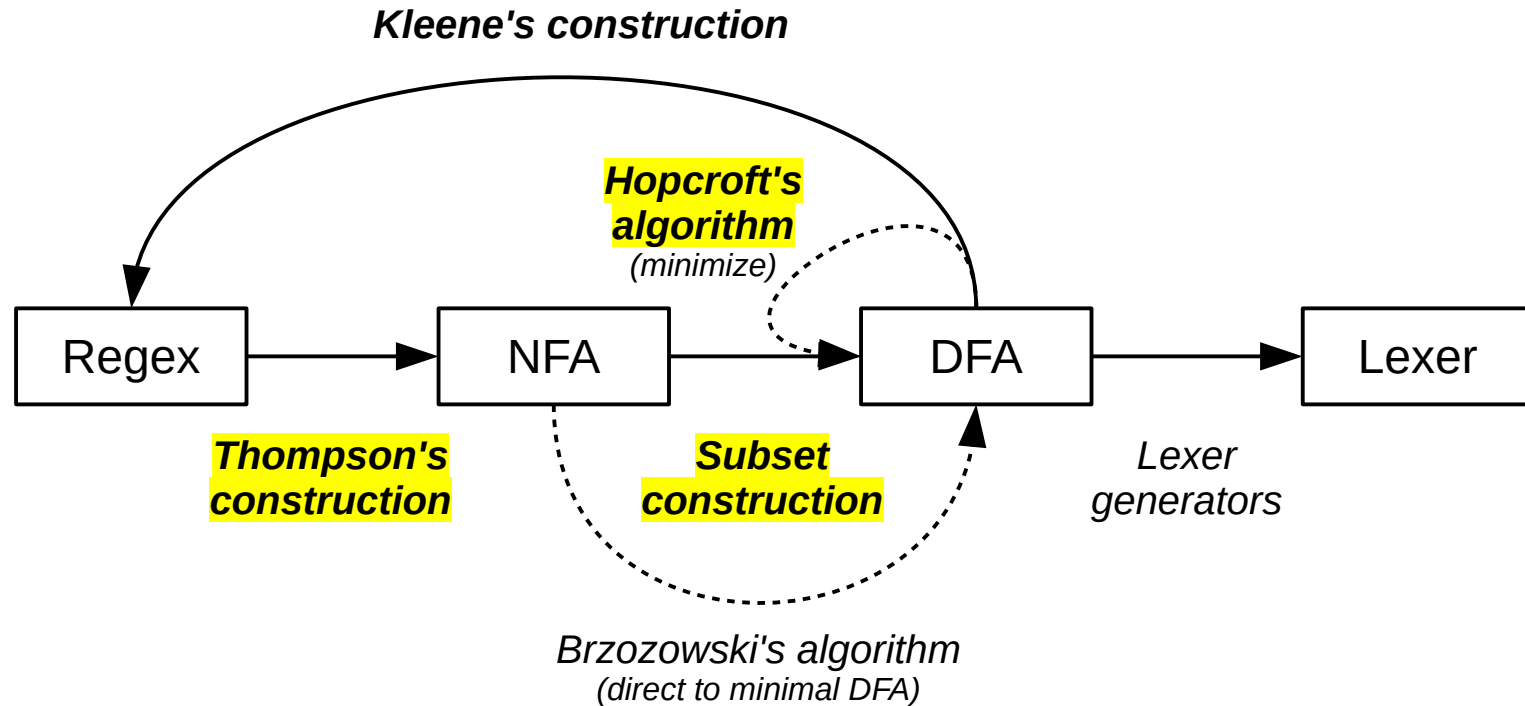 Kleene's construction
Hopcroft's
algorithm
(minimize)
Regex
NFA
DFA
Lexer
Thompson's
construction
Subset
construction
Lexer
generators
Brzozowski's algorithm
(direct to minimal DFA)